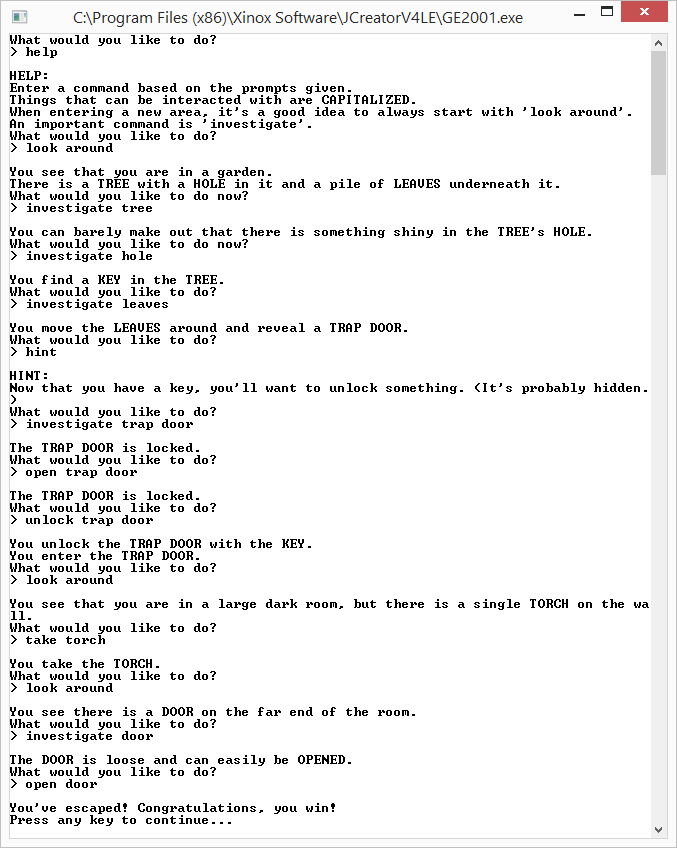 C:\Program Files (x86)\Xinox Software\JCreatorV4LE\GE2001.exe
What would you like to do?
> help
HELP:
Enter a command based on the prompts given.
Things that can be interacted with are CAPITALIZED.
When entering a new area, it's a good idea to always start with 'look around'.
An important command is 'investigate'.
What would you like to do?
> look around
You see that you are in a garden.
There is a TREE with a HOLE in it and a pile of LEAVES underneath it.
What would you like to do now?
> investigate tree
You can barely make out that there is something shiny in the TREE's HOLE.
What would you like to do now?
> investigate hole
You find a KEY in the TREE.
What would you like to do?
> investigate leaves
You move the LEAVES around and reveal a TRAP DOOR.
What would you like to do?
> hint
HINT:
Now that you have a key, you'll want to unlock something. (It's probably hidden.
)
What would you like to do?
> investigate trap door
The TRAP DOOR is locked.
What would you like to do?
> open trap door
The TRAP DOOR is locked.
What would you like to do?
> unlock trap door
You unlock the TRAP DOOR with the KEY.
You enter the TRAP DOOR.
What would you like to do?
> look around
You see that you are in a large dark room, but there is a single TORCH on the wa
ll.
What would you like to do?
> take torch
You take the TORCH.
What would you like to do?
> look around
You see there is a DOOR on the far end of the room.
What would you like to do?
> investigate door
The DOOR is loose and can easily be OPENED.
What would you like to do?
> open door
You've escaped! Congratulations, you win!
Press any key to continue...